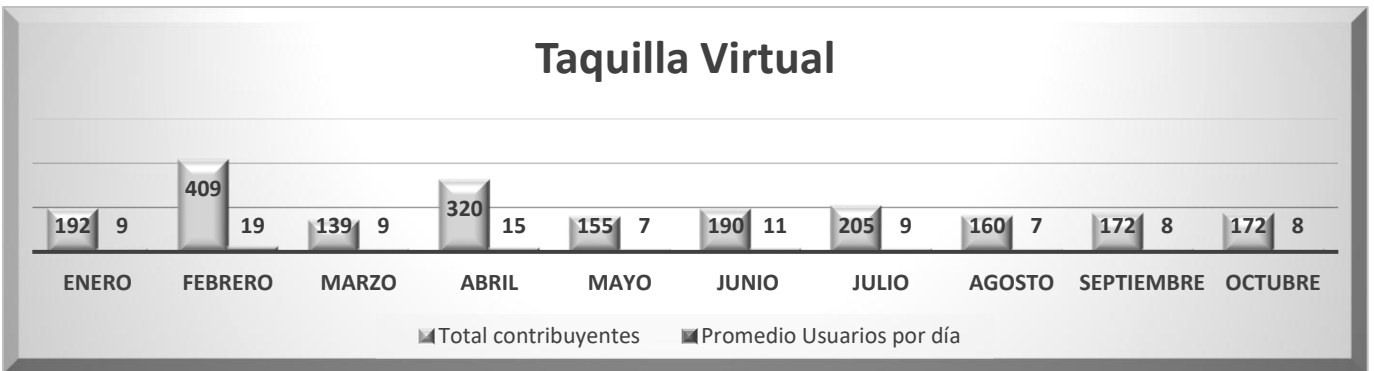 Taquilla Virtual
192 9 409 19 139 9 320 15 155 7 190 11 205 9 160 7 172 8 172 8
ENERO FEBRERO MARZO ABRIL MAYO JUNIO JULIO AGOSTO SEPTIEMBRE OCTUBRE
Total contribuyentes Promedio Usuarios por día